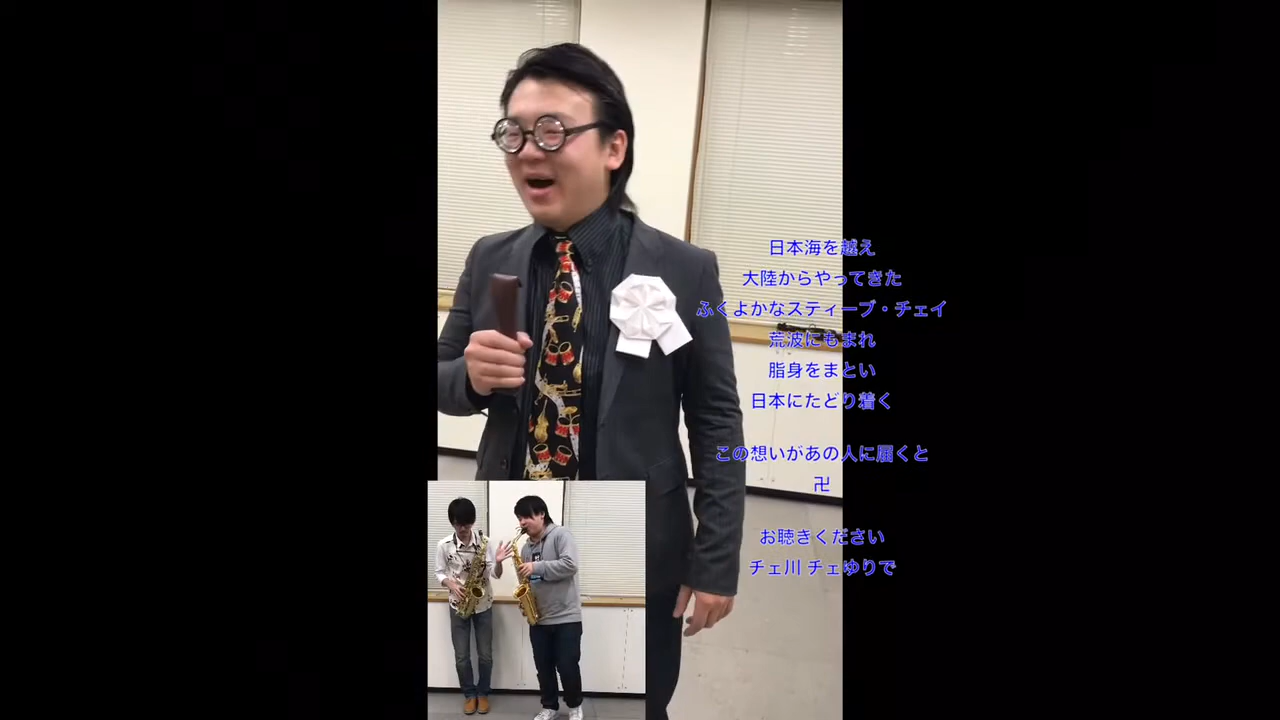 日本海を越え
大陸からやってきた
ふくよかなスティーブ・チェイ
荒波にもまれ
脂身をまとい
日本にたどり着く
この想いがあの人に届くと
卍
お聴きください
チェ川 チェゆりで